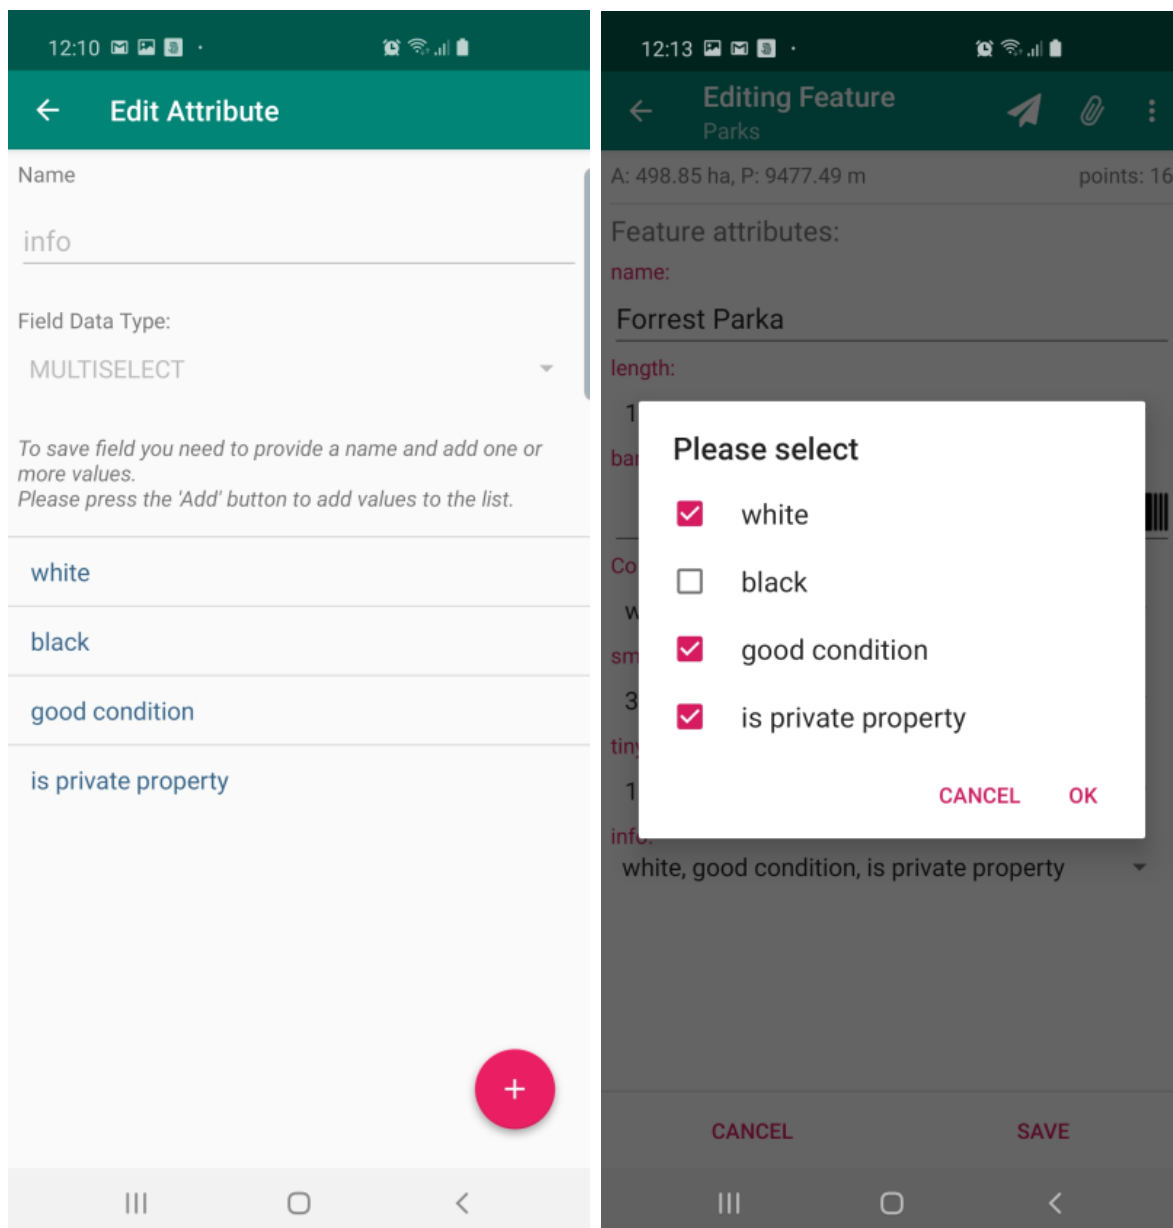 12:10
Edit Attribute
Name
info
Field Data Type:
MULTISELECT
To save field you need to provide a name and add one or
more values.
Please press the 'Add' button to add values to the list.
white
black
good condition
is private property
12:13
Editing Feature
Parks
A: 498.85 ha, P: 9477.49 m
points: 16
Feature attributes:
name:
Forrest Parka
length:
1
Please select
white
black
good condition
is private property
CANCEL OK
3
1
info:
white, good condition, is private property
CANCEL
SAVE